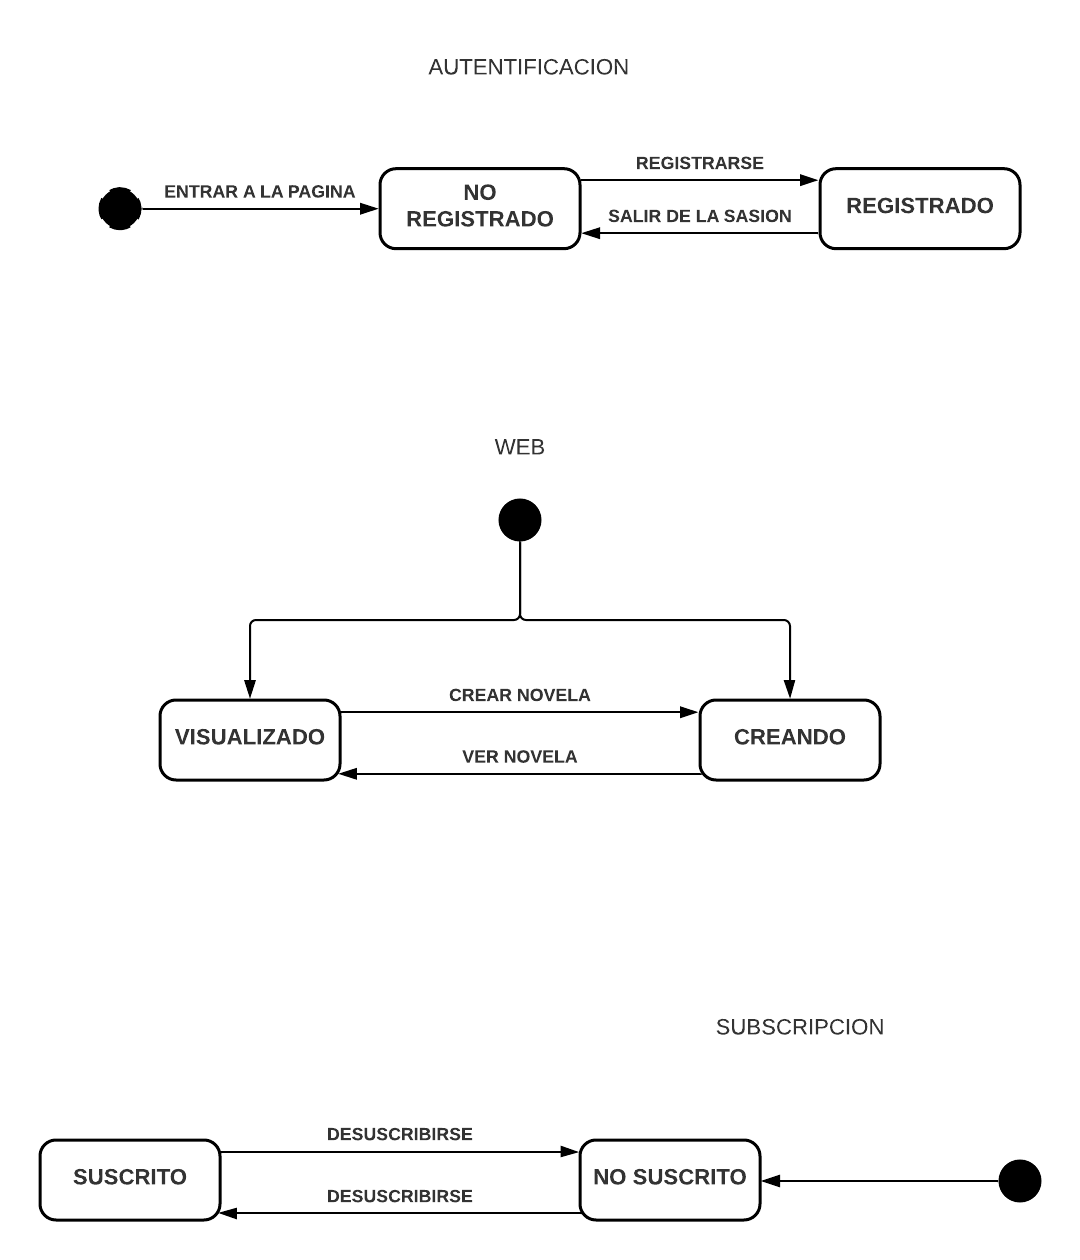 AUTENTIFICACION
REGISTRARSE
ENTRAR A LA PAGINA
NO
REGISTRADO
SALIR DE LA SASION
REGISTRADO
WEB
CREAR NOVELA
VISUALIZADO
CREANDO
VER NOVELA
SUBSCRIPCION
DESUSCRIBIRSE
SUSCRITO
NO SUSCRITO
DESUSCRIBIRSE